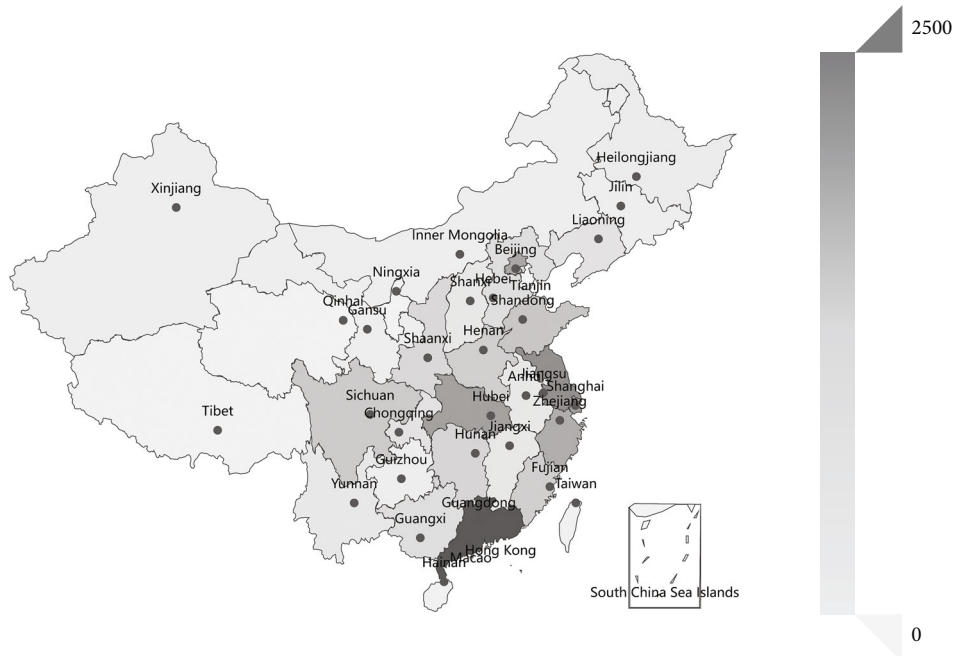 2500
Heilongjiang
Jilin
Xinjiang
Liaoning
Inner Mongolia
Beijing
Ningxia
Shanxi
Hebei
Tianjin
Qinhai
Gansu
Shandong
Shaanxi
Henan
Anhui
Jiangsu
Shanghai
Sichuan
Hubei
Zhejiang
Tibet
Chongqing
Jiangxi
Hunan
Guizhou
Fujian
Yunnan
Taiwan
Guangdong
Guangxi
Hong Kong
Macao
Hainan
South China Sea Islands
0